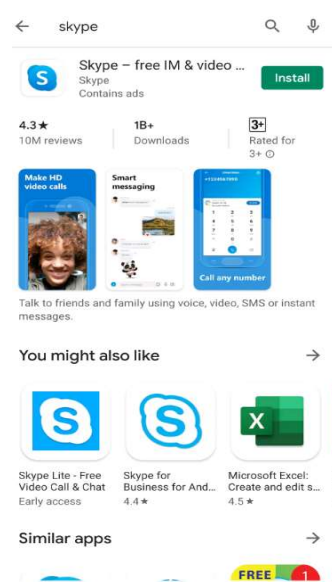 skype
Skype – free IM & video ...
Skype
Contains ads
Install
4.3★
10M reviews
1B+
Downloads
3+
Rated for
3+
Make HD
video calls
Smart
messaging
Call any number
Talk to friends and family using voice, video, SMS or instant
messages.
You might also like
Skype Lite - Free
Video Call & Chat
Early access
Skype for
Business for And...
4.4★
Microsoft Excel:
Create and edit s...
4.5★
Similar apps
FREE
1